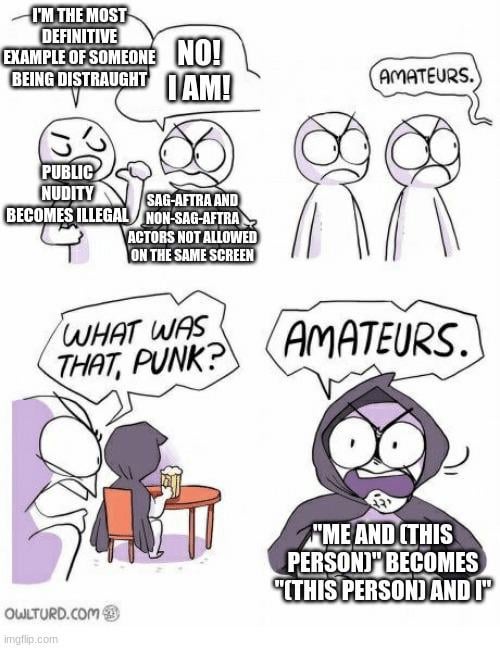 I'M THE MOST
DEFINITIVE
EXAMPLE OF SOMEONE
BEING DISTRAUGHT
NO!
I AM!
PUBLIC
NUDITY
BECOMES ILLEGAL
SAG-AFTRA AND
NON-SAG-AFTRA
ACTORS NOT ALLOWED
ON THE SAME SCREEN
AMATEURS.
WHAT WAS
THAT, PUNK?
AMATEURS.
"ME AND (THIS
PERSON)" BECOMES
"(THIS PERSON) AND I"
OWLTURD.COM
imgflip.com